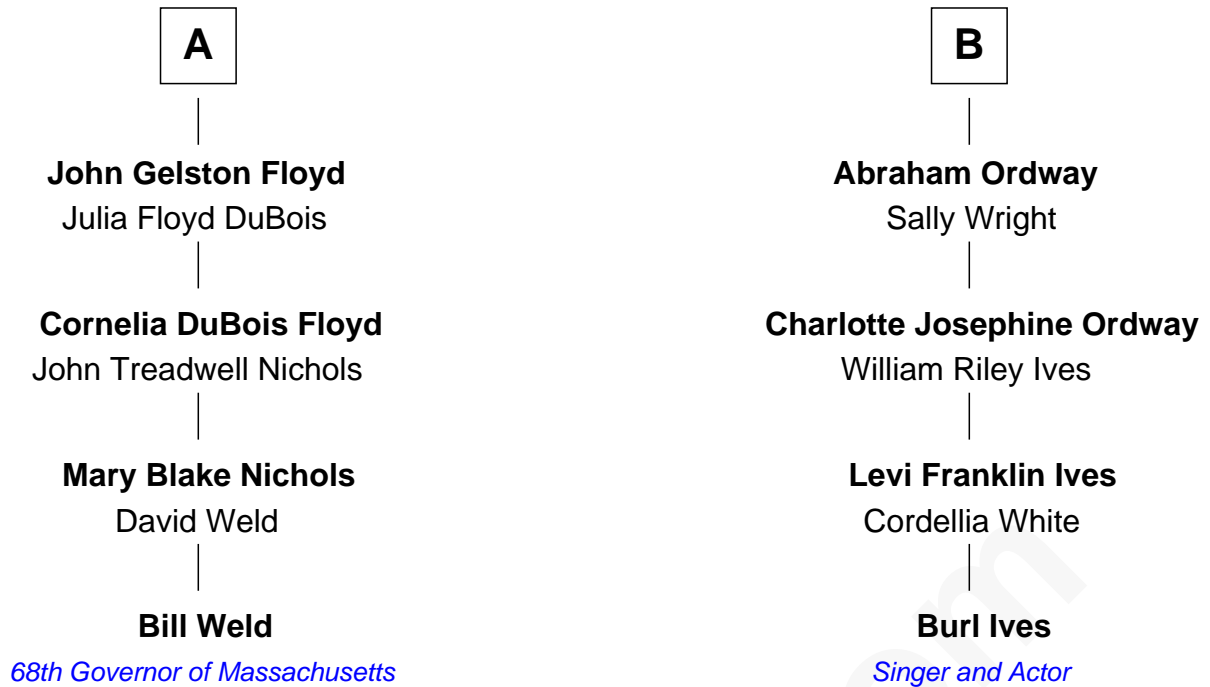 A
John Gelston Floyd
Julia Floyd DuBois
Cornelia DuBois Floyd
John Treadwell Nichols
Mary Blake Nichols
David Weld
Bill Weld
68th Governor of Massachusetts
B
Abraham Ordway
Sally Wright
Charlotte Josephine Ordway
William Riley Ives
Levi Franklin Ives
Cordellia White
Burl Ives
Singer and Actor